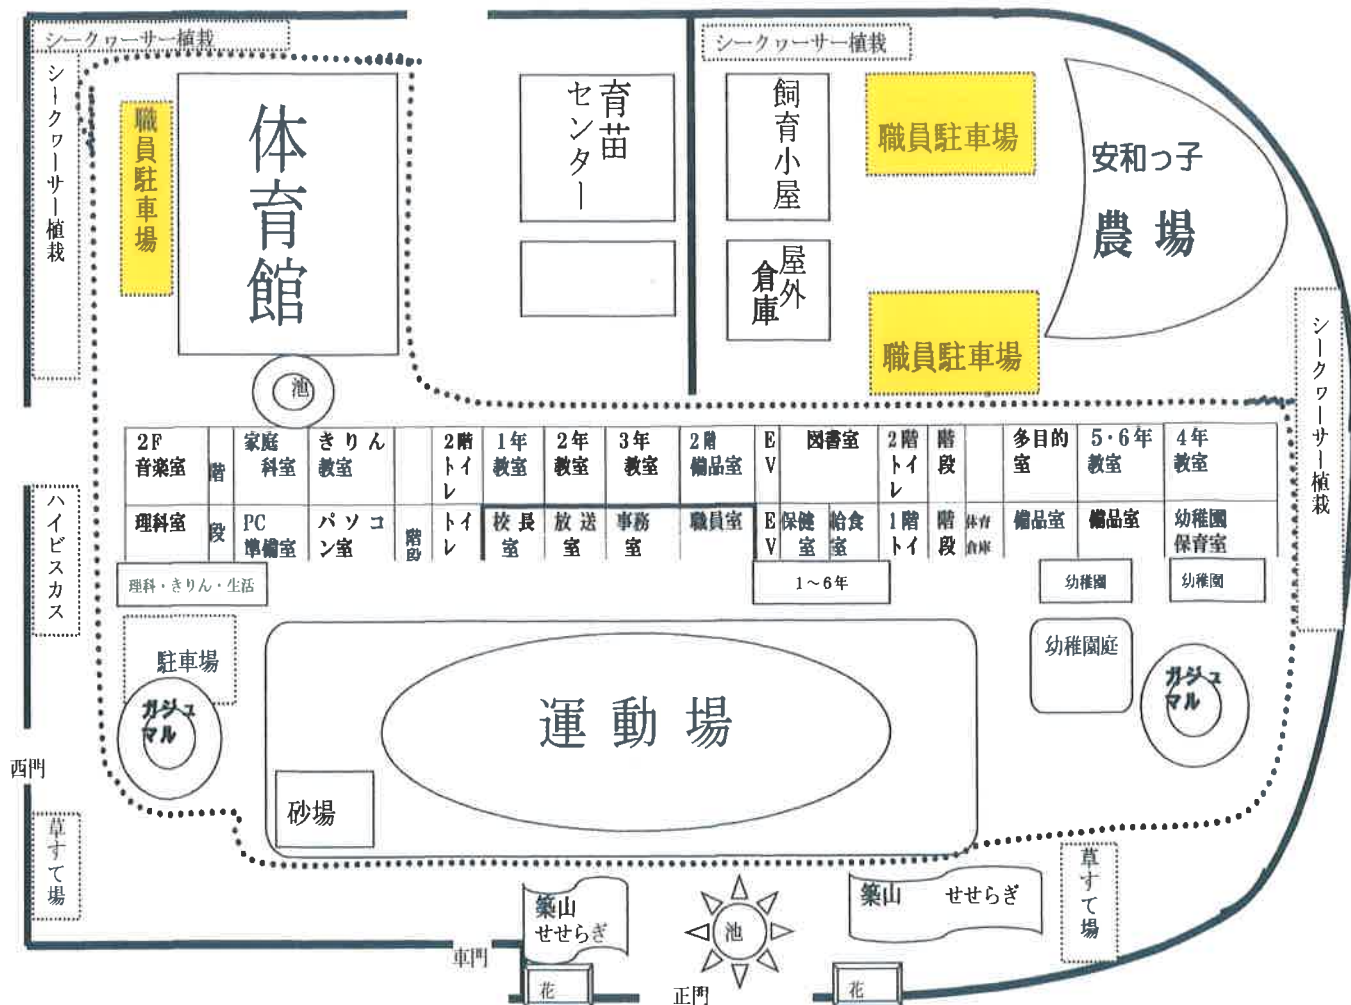 シークヮーサー植栽
シークヮーサー植栽
シークヮーサー植栽
職員駐車場
体育館
育苗
センター
飼育小屋
職員駐車場
安和っ子
農場
屋外
倉庫
職員駐車場
シークヮーサー植栽
池
2F
音楽室
階
家庭
科室
きりん
教室
2階
トイ
レ
1年
教室
2年
教室
3年
教室
2階
備品室
E
V
図書室
2階
トイ
レ
階
段
多目的
室
5・6年
教室
4年
教室
理科室
段
PC
準備室
パソコ
ン室
階
段
トイ
レ
校長
室
放送
室
事務
室
職員室
E
V
保健
室
給食
室
1階
トイ
階
段
体育
倉庫
備品室
備品室
幼稚園
保育室
ハイビスカス
理科・きりん・生活
1～6年
幼稚園
幼稚園
駐車場
ガジュ
マル
運動場
砂場
幼稚園庭
ガジュ
マル
西門
草すて場
築山
せせらぎ
池
築山 せせらぎ
草すて場
車門
花
正門
花